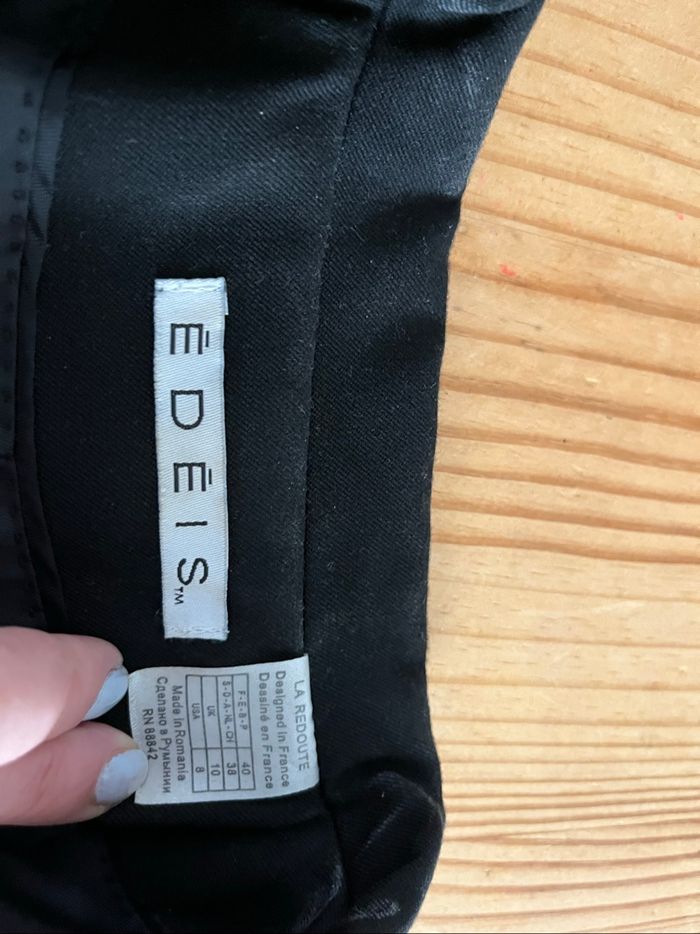 ÉDÉIS™
LA REDOUTE
Designed in France
Dessiné en France
F-E-B-P 40
S-D-A-NL-CH 38
UK 10
USA 8
Made in Romania
Сделано в Румынии
RN 88842